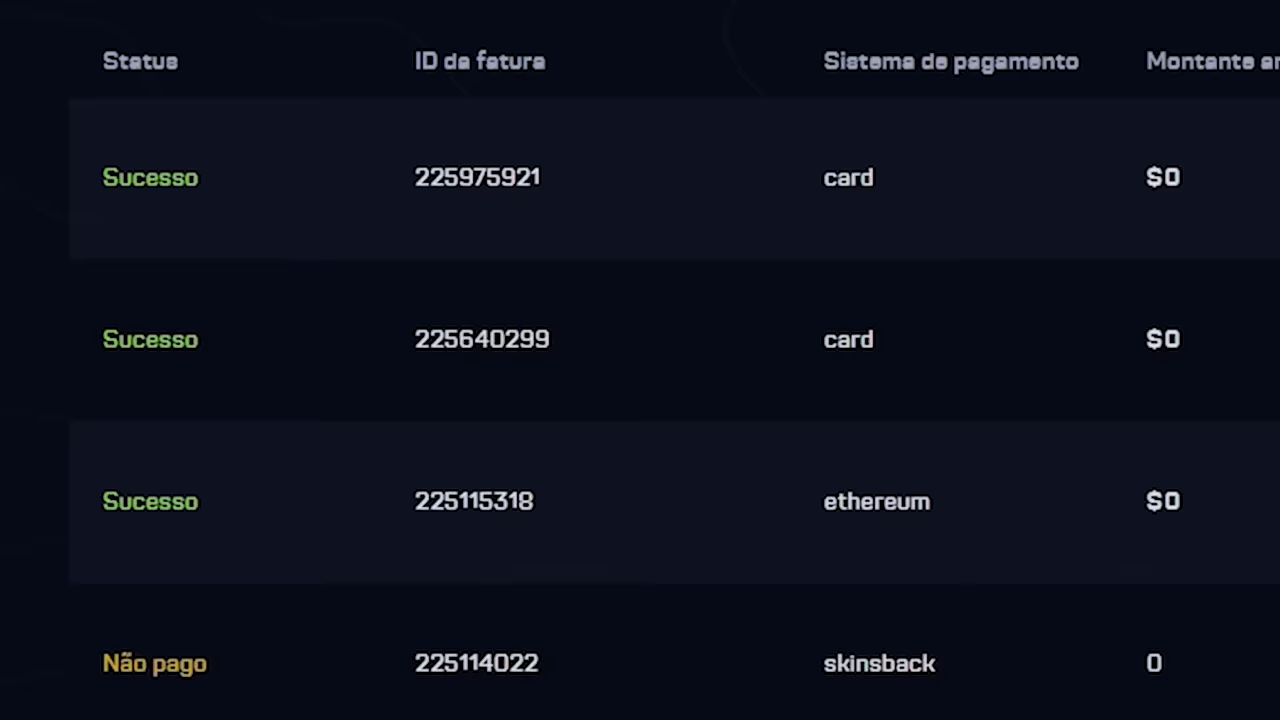 Status ID da fatura Sistema de pagamento Montante
Sucesso 225975921 card $0
Sucesso 225640299 card $0
Sucesso 225115318 ethereum $0
Não pago 225114022 skinsback 0